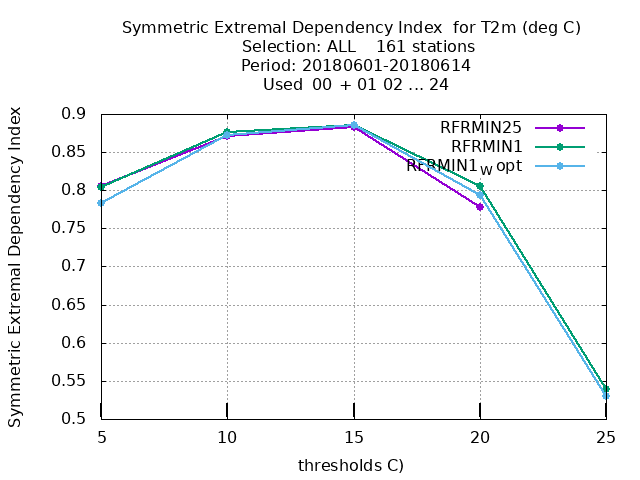 Symmetric Extremal Dependency Index  for T2m (deg C)
Selection: ALL    161 stations
Period: 20180601-20180614
Used  00  + 01 02 ... 24
Symmetric Extremal Dependency Index
0.9
0.85
0.8
0.75
0.7
0.65
0.6
0.55
0.5
RFRMIN25
RFRMIN1
RFRMIN1W opt
5 10 15 20 25
thresholds C)